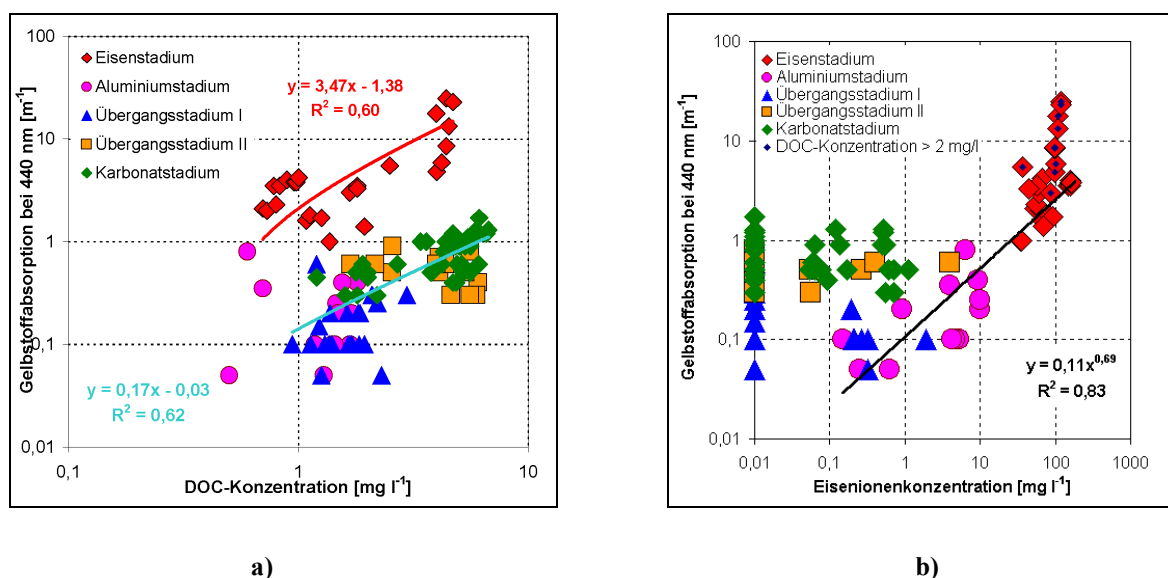 100
10
1
0,1
0,01
0,1
1
10
Gelbstoffabsorption bei 440 nm [m⁻¹]
DOC-Konzentration [mg l⁻¹]
Eisenstadium
Aluminiumstadium
Übergangsstadium I
Übergangsstadium II
Karbonatstadium
y = 3,47x - 1,38
R² = 0,60
y = 0,17x - 0,03
R² = 0,62
a)
100
10
1
0,1
0,01
0,01
0,1
1
10
100
1000
Gelbstoffabsorption bei 440 nm [m⁻¹]
Eisenionenkonzentration [mg l⁻¹]
Eisenstadium
Aluminiumstadium
Übergangsstadium I
Übergangsstadium II
Karbonatstadium
DOC-Konzentration > 2 mg/l
y = 0,11x⁰,⁶⁹
R² = 0,83
b)